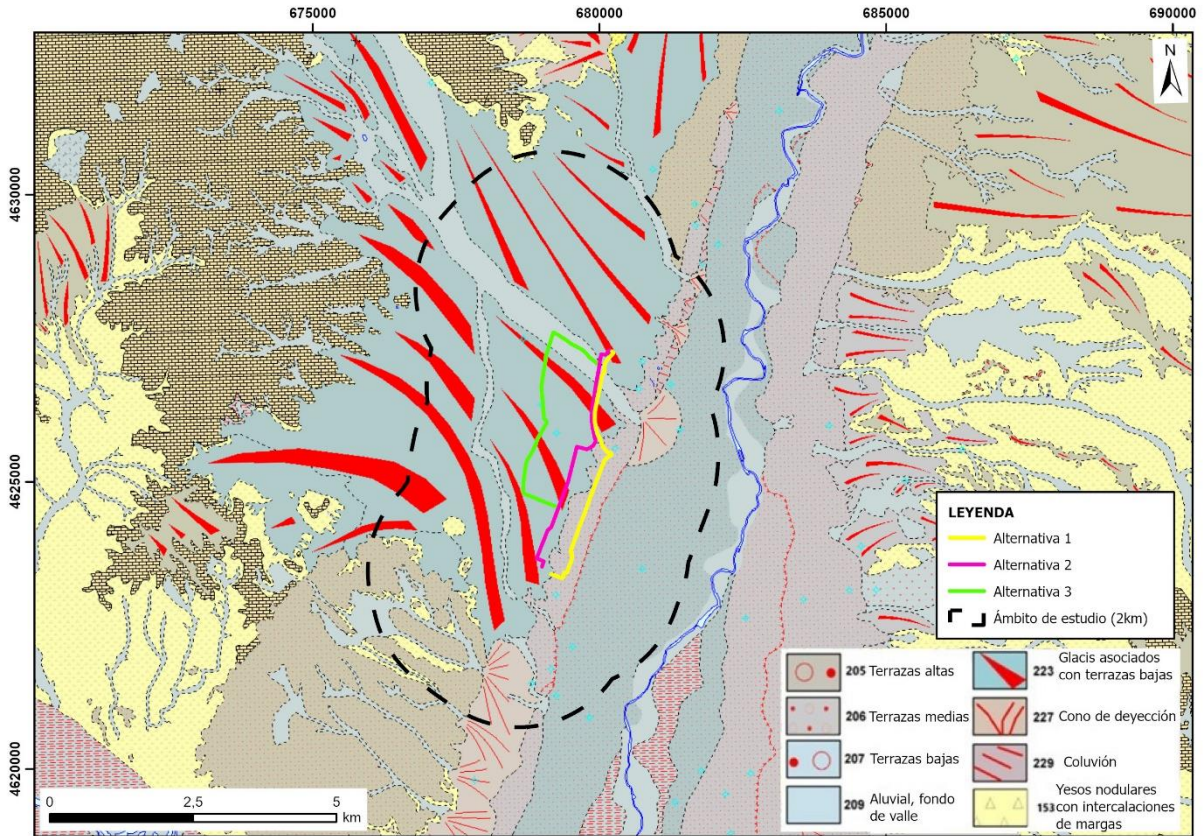 675000
680000
685000
690000
N
4630000
4625000
4620000
LEYENDA
Alternativa 1
Alternativa 2
Alternativa 3
Ámbito de estudio (2km)
205 Terrazas altas
206 Terrazas medias
207 Terrazas bajas
209 Aluvial, fondo
de valle
223 Glacis asociados
con terrazas bajas
227 Cono de deyección
229 Coluvión
153 Yesos nodulares
con intercalaciones
de margas
0 2,5 5
km